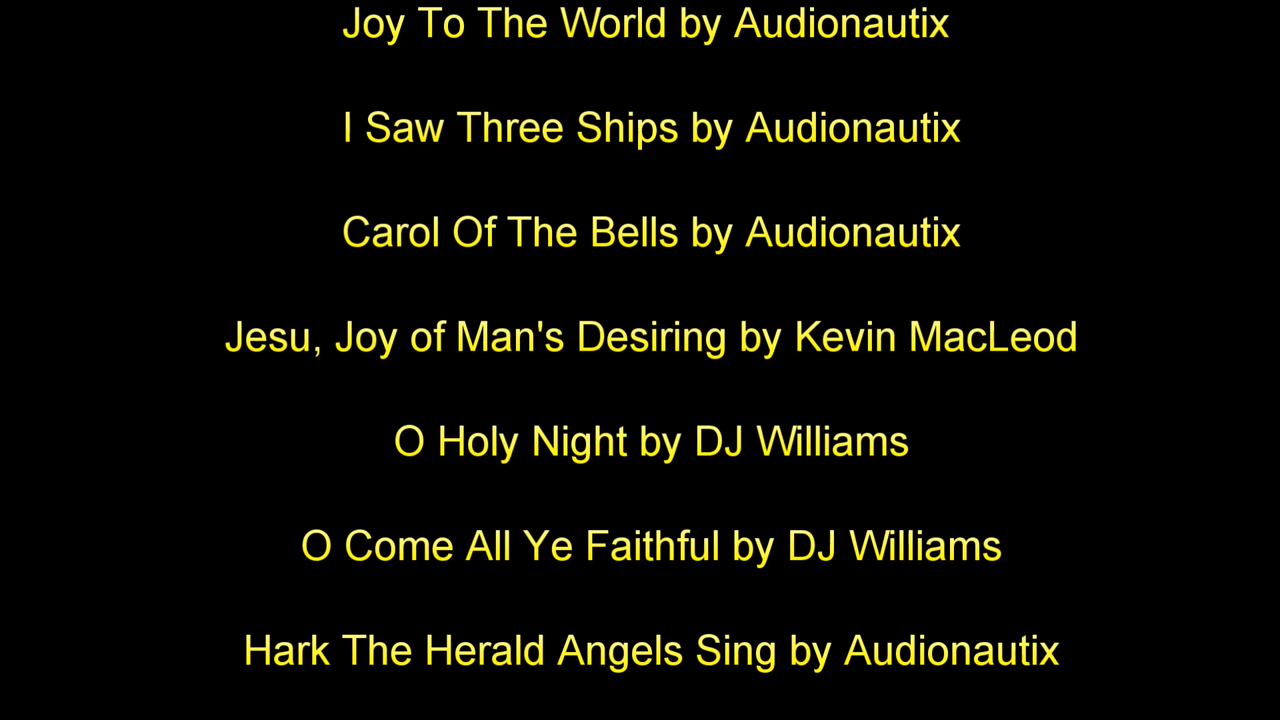 Joy To The World by Audionautix
I Saw Three Ships by Audionautix
Carol Of The Bells by Audionautix
Jesu, Joy of Man's Desiring by Kevin MacLeod
O Holy Night by DJ Williams
O Come All Ye Faithful by DJ Williams
Hark The Herald Angels Sing by Audionautix